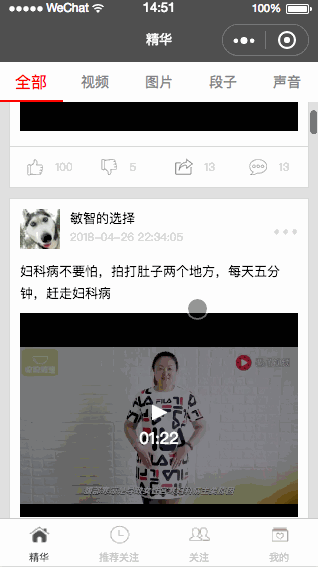 WeChat 14:51 100%
精华
全部 视频 图片 段子 声音
100 5 13 13
敏智的选择
2018-04-26 22:34:05
妇科病不要怕，拍打肚子两个地方，每天五分
钟，赶走妇科病
FILA
01:22
精华 推荐关注 关注 我的